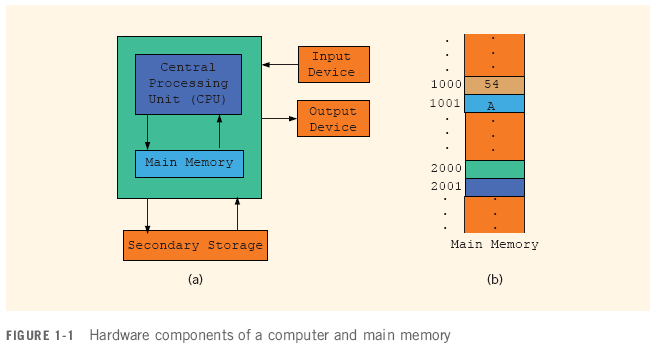 Central
Processing
Unit (CPU)
Main Memory
Input
Device
Output
Device
Secondary Storage
(a)
1000 54
1001 A
2000
2001
Main Memory
(b)
FIGURE 1-1 Hardware components of a computer and main memory